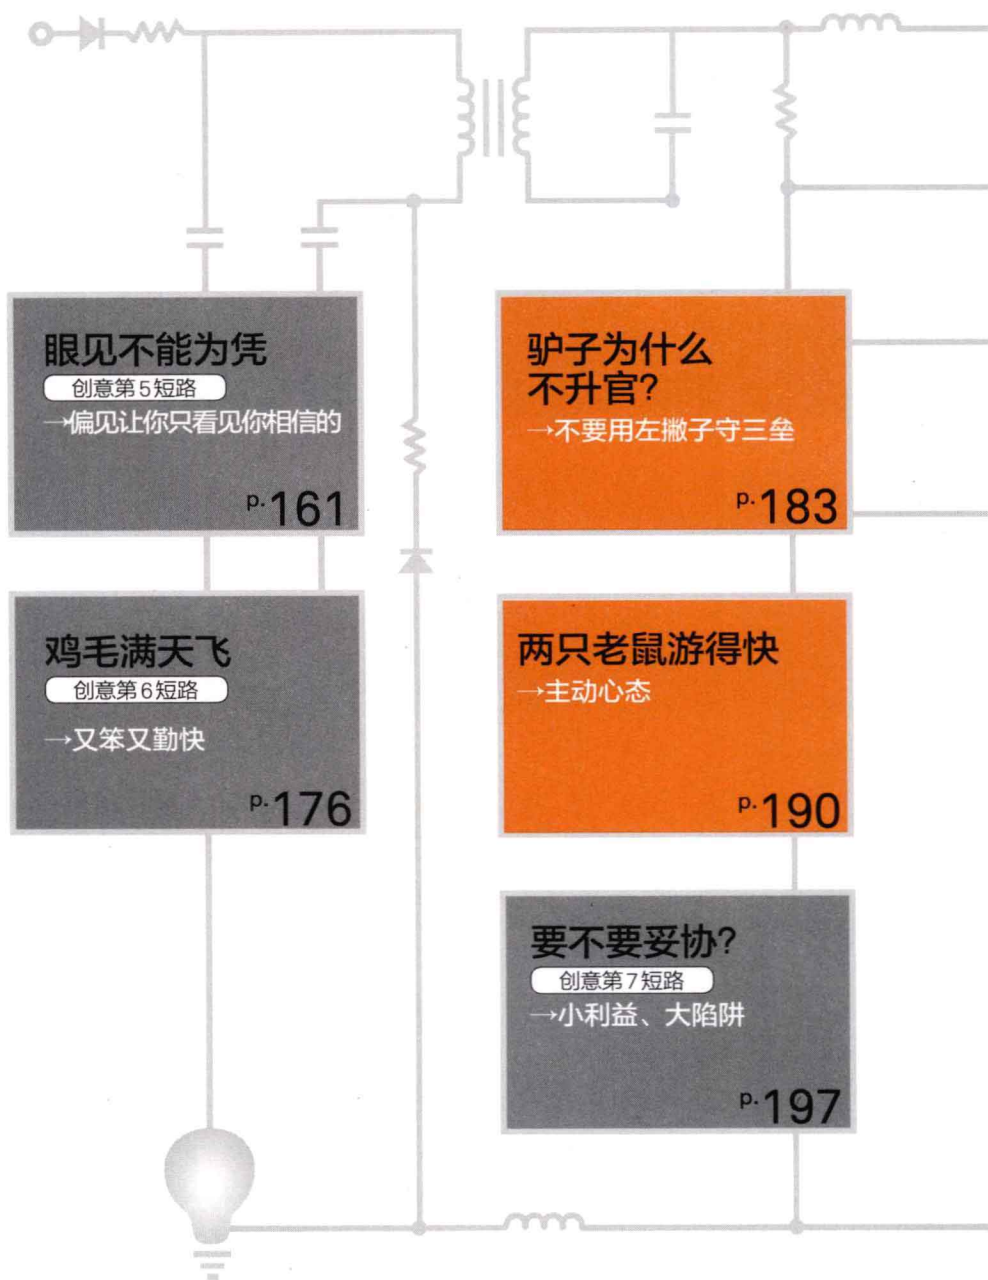 眼见不能为凭
创意第5短路
→偏见让你只看见你相信的
p.161
鸡毛满天飞
创意第6短路
→又笨又勤快
p.176
驴子为什么
不升官?
→不要用左撇子守三垒
p.183
两只老鼠游得快
→主动心态
p.190
要不要妥协?
创意第7短路
→小利益、大陷阱
p.197